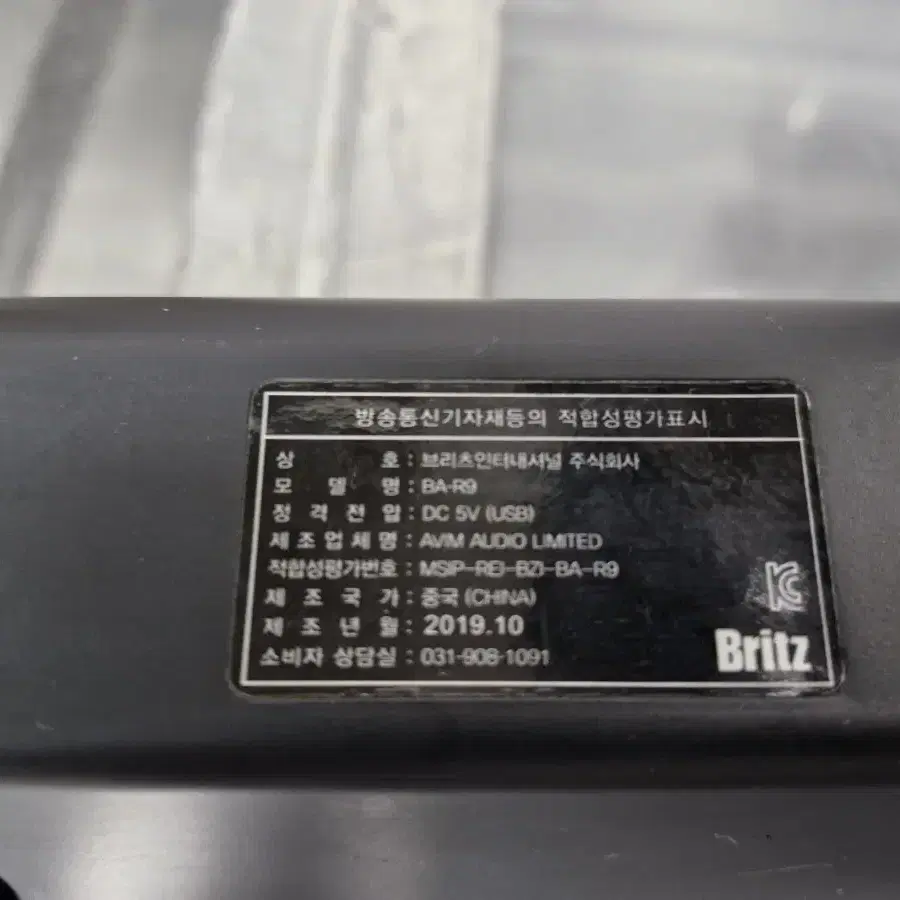 방송통신기자재등의 적합성평가표시
상 호 : 브리츠인터내셔널 주식회사
모 델 명 : BA-R9
정 격 전 압 : DC 5V (USB)
제 조 업 체 명 : AVIM AUDIO LIMITED
적합성평가번호 : MSIP-REI-BZI-BA-R9
제 조 국 가 : 중국 (CHINA)
제 조 년 월 : 2019.10
소비자 상담실 : 031-908-1091
KC
Britz